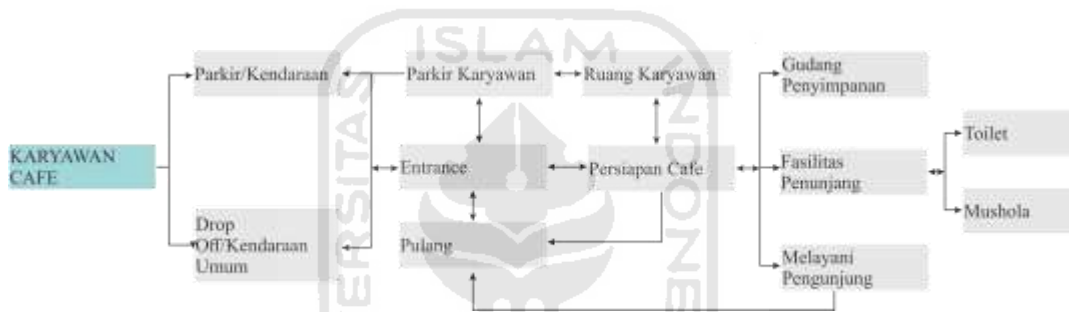 ISLAM
Parkir/Kendaraan
Parkir Karyawan
Ruang Karyawan
Gudang
Penyimpanan
KARYAWAN
CAFE
Entrance
Persiapan Cafe
Fasilitas
Penunjang
Toilet
Mushola
Drop
Off/Kendaraan
Umum
Pulang
Melayani
Pengunjung